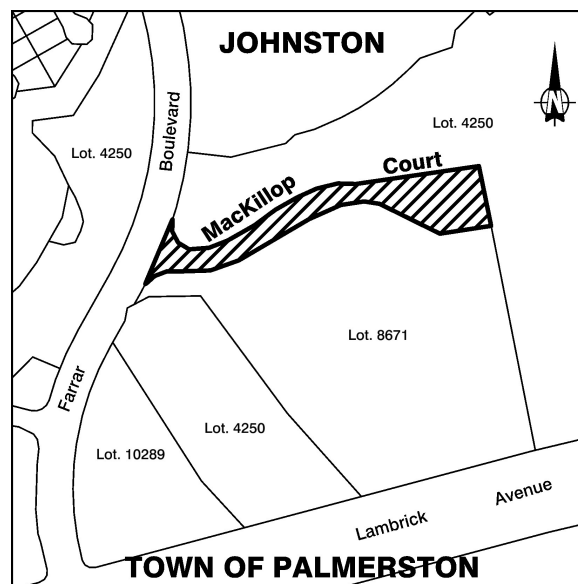 JOHNSTON
N
Lot. 4250
Lot. 4250
Boulevard
MacKillop Court
Lot. 8671
Farrar
Lot. 4250
Lot. 10289
Lambrick Avenue
TOWN OF PALMERSTON